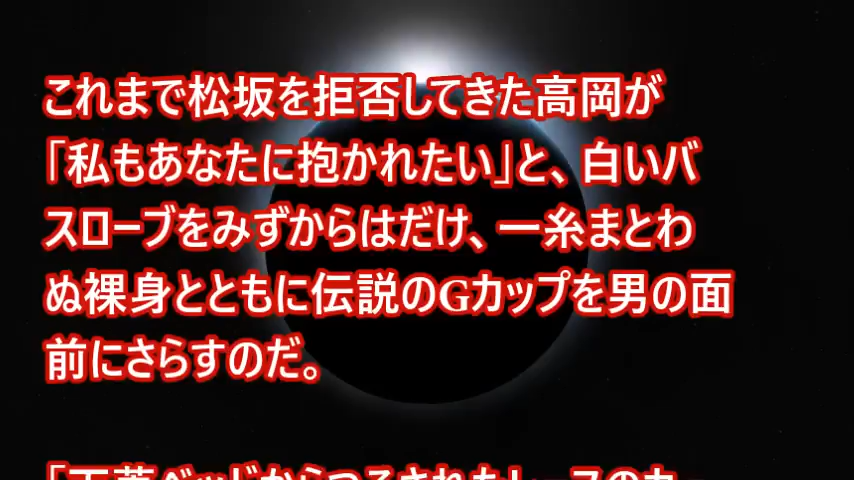 これまで松坂を拒否してきた高岡が
「私もあなたに抱かれたい」と、白いバ
スローブをみずからはだけ、一糸まとわ
ぬ裸身とともに伝説のGカップを男の面
前にさらすのだ。